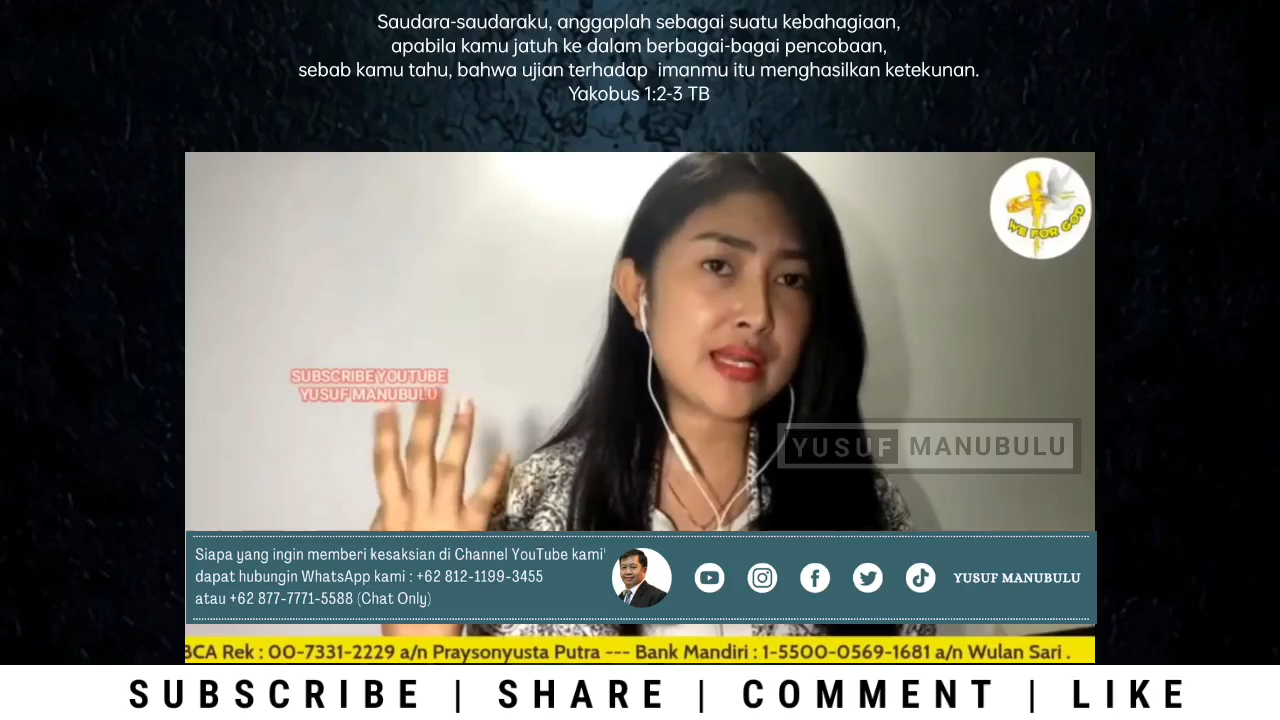 Saudara-saudaraku, anggaplah sebagai suatu kebahagiaan,
apabila kamu jatuh ke dalam berbagai-bagai pencobaan,
sebab kamu tahu, bahwa ujian terhadap imanmu itu menghasilkan ketekunan.
Yakobus 1:2-3 TB
WE FOR GOD
SUBSCRIBE YOUTUBE
YUSUF MANUBULU
YUSUF MANUBULU
Siapa yang ingin memberi kesaksian di Channel YouTube kami'
dapat hubungin WhatsApp kami : +62 812-1199-3455
atau +62 877-7771-5588 (Chat Only)
YUSUF MANUBULU
BCA Rek : 00-7331-2229 a/n Praysonyusta Putra --- Bank Mandiri : 1-5500-0569-1681 a/n Wulan Sari .
SUBSCRIBE | SHARE | COMMENT | LIKE